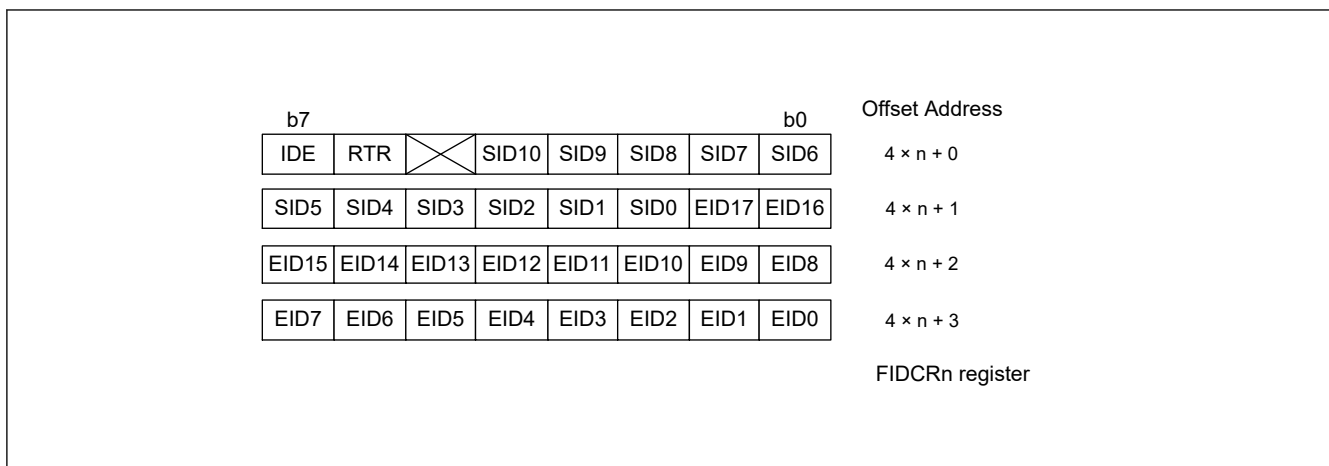 b7 b0 Offset Address
IDE RTR SID10 SID9 SID8 SID7 SID6 4 × n + 0
SID5 SID4 SID3 SID2 SID1 SID0 EID17 EID16 4 × n + 1
EID15 EID14 EID13 EID12 EID11 EID10 EID9 EID8 4 × n + 2
EID7 EID6 EID5 EID4 EID3 EID2 EID1 EID0 4 × n + 3
FIDCRn register